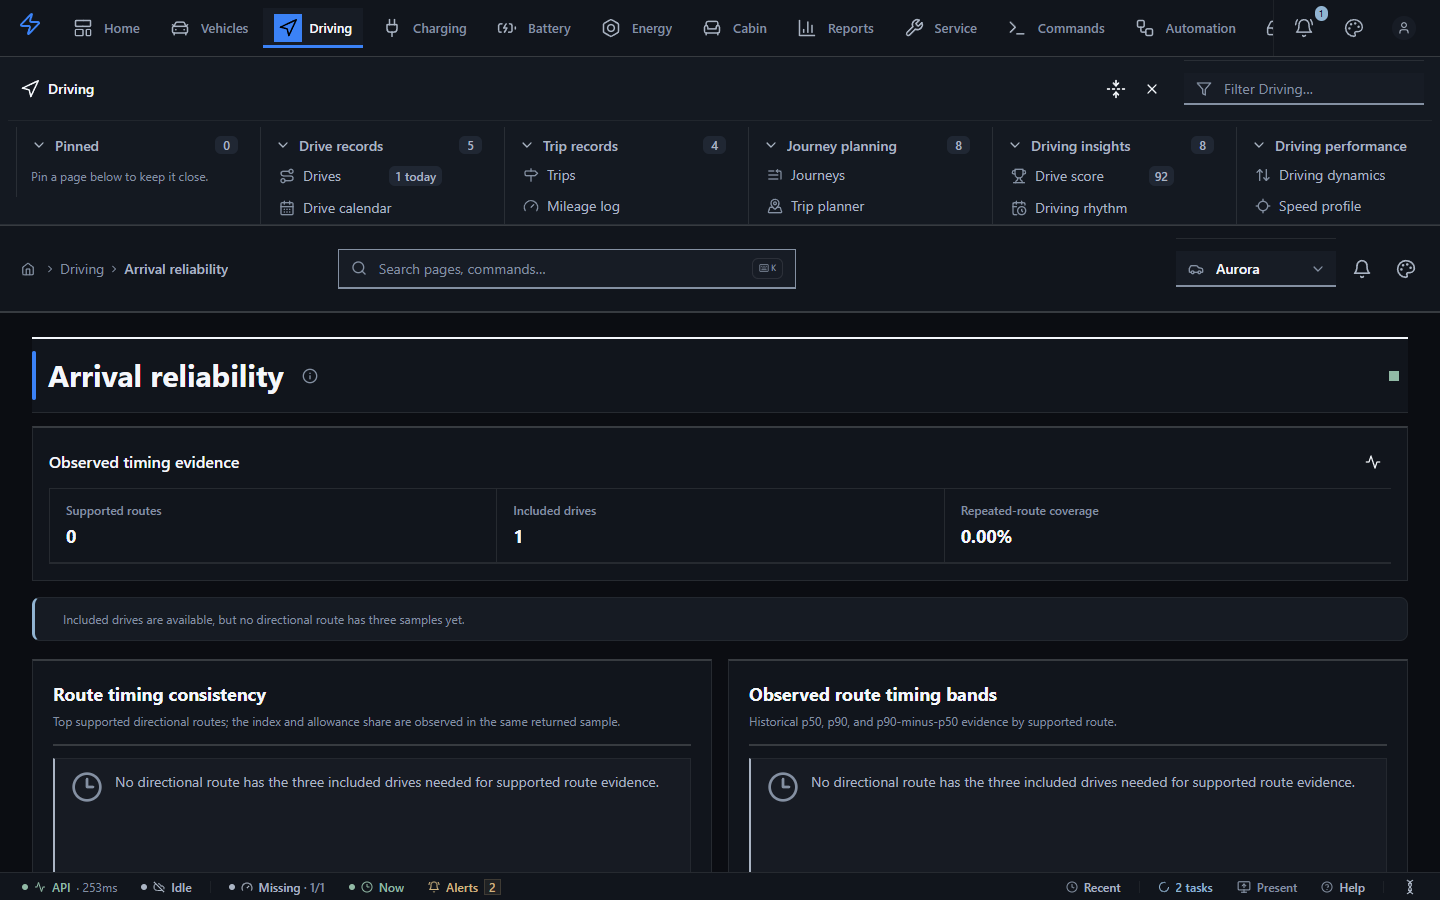 Home
Vehicles
Driving
Charging
Battery
Energy
Cabin
Reports
Service
Commands
Automation
1
Driving
Filter Driving...
Pinned 0
Pin a page below to keep it close.
Drive records 5
Drives 1 today
Drive calendar
Trip records 4
Trips
Mileage log
Journey planning 8
Journeys
Trip planner
Driving insights 8
Drive score 92
Driving rhythm
Driving performance
Driving dynamics
Speed profile
Driving
Arrival reliability
Search pages, commands...
K
Aurora
Arrival reliability
Observed timing evidence
Supported routes
0
Included drives
1
Repeated-route coverage
0.00%
Included drives are available, but no directional route has three samples yet.
Route timing consistency
Top supported directional routes; the index and allowance share are observed in the same returned sample.
No directional route has the three included drives needed for supported route evidence.
Observed route timing bands
Historical p50, p90, and p90-minus-p50 evidence by supported route.
No directional route has the three included drives needed for supported route evidence.
API · 253ms
Idle
Missing · 1/1
Now
Alerts 2
Recent
2 tasks
Present
Help